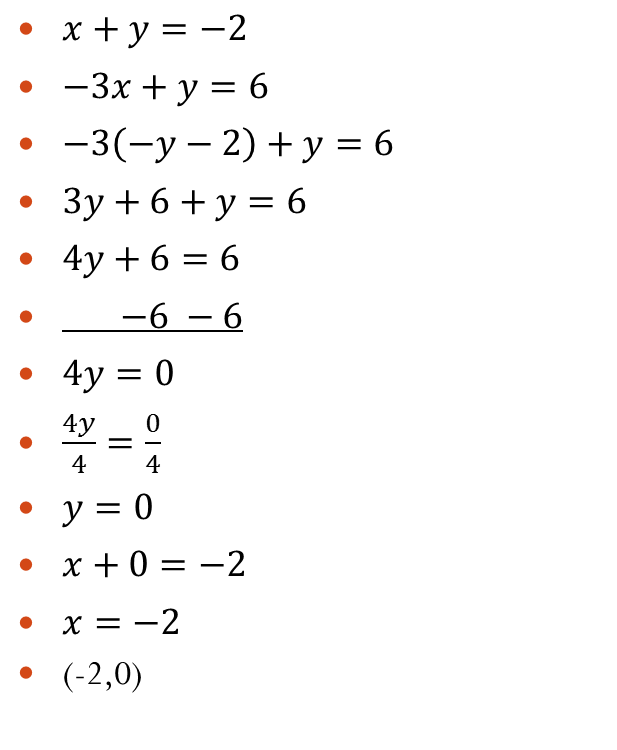 • x + y = −2
• −3x + y = 6
• −3(−y − 2) + y = 6
• 3y + 6 + y = 6
• 4y + 6 = 6
• −6 − 6
• 4y = 0
• 4y/4 = 0/4
• y = 0
• x + 0 = −2
• x = −2
• (-2,0)